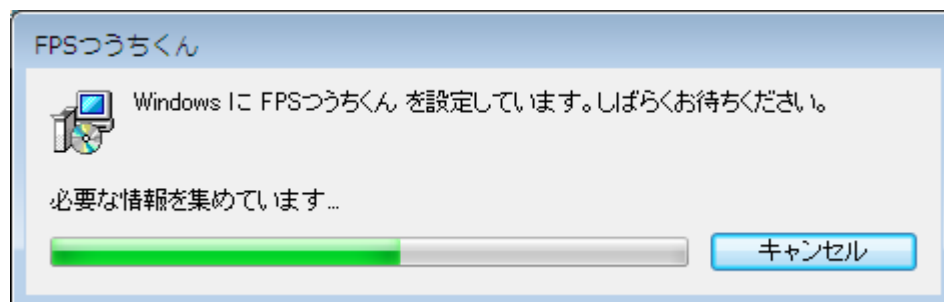 FPSつうちくん
Windows に FPSつうちくん を設定しています。しばらくお待ちください。
必要な情報を集めています...
キャンセル